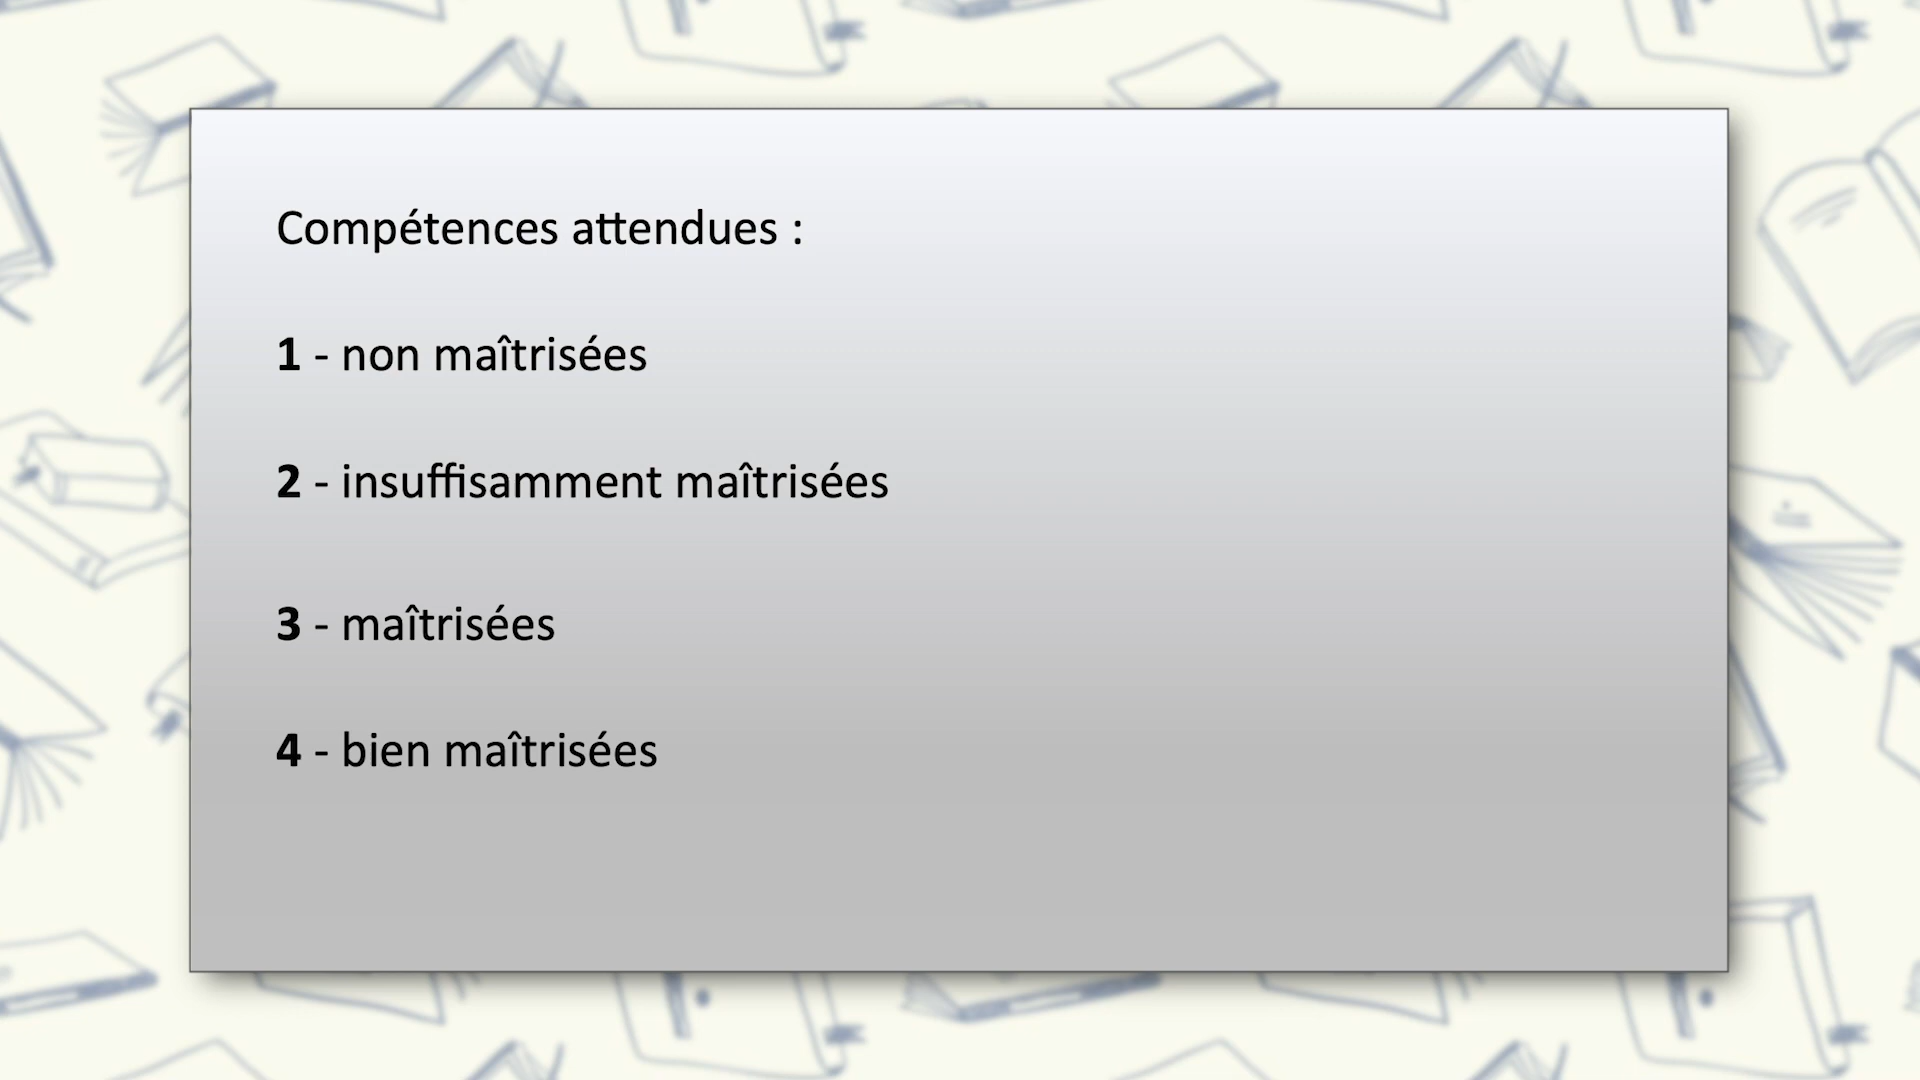 Compétences attendues :
1 - non maîtrisées
2 - insuffisamment maîtrisées
3 - maîtrisées
4 - bien maîtrisées